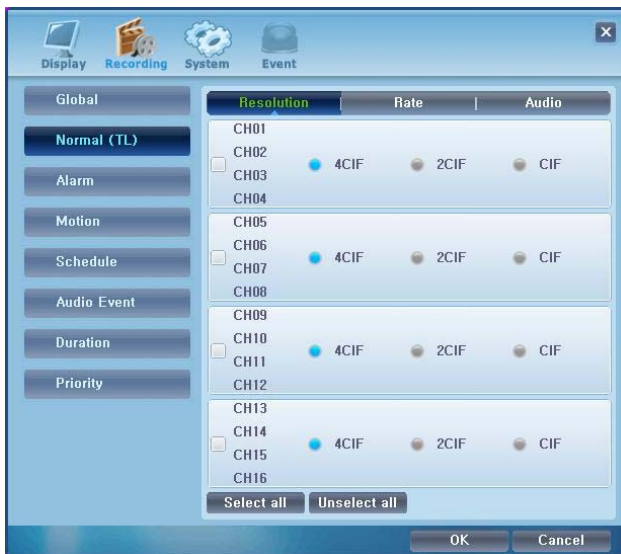 Display Recording System Event
Global
Normal (TL)
Alarm
Motion
Schedule
Audio Event
Duration
Priority
Resolution | Rate | Audio
CH01
CH02
CH03
CH04
4CIF 2CIF CIF
CH05
CH06
CH07
CH08
4CIF 2CIF CIF
CH09
CH10
CH11
CH12
4CIF 2CIF CIF
CH13
CH14
CH15
CH16
4CIF 2CIF CIF
Select all Unselect all
OK Cancel